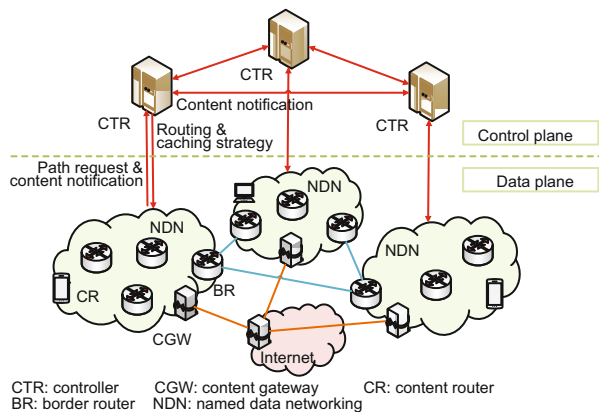 CTR
CTR
Content notification
CTR
Routing &
caching strategy
Control plane
Path request &
content notification
Data plane
NDN
NDN
NDN
CR
BR
CGW
Internet
CTR: controller
CGW: content gateway
CR: content router
BR: border router
NDN: named data networking